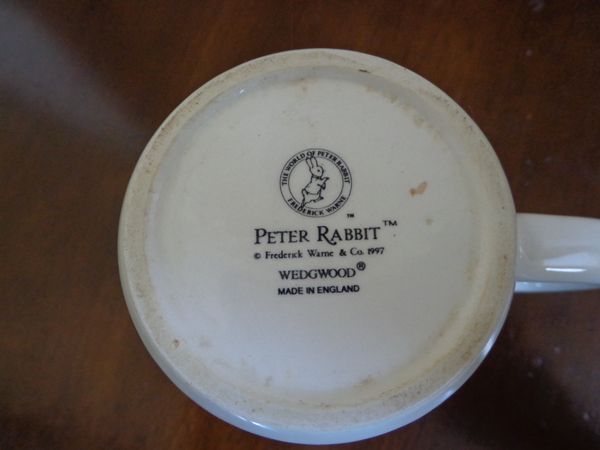 THE WORLD OF PETER RABBIT
FREDERICK WARNE
™
PETER RABBIT™
© Frederick Warne & Co. 1997
WEDGWOOD®
MADE IN ENGLAND